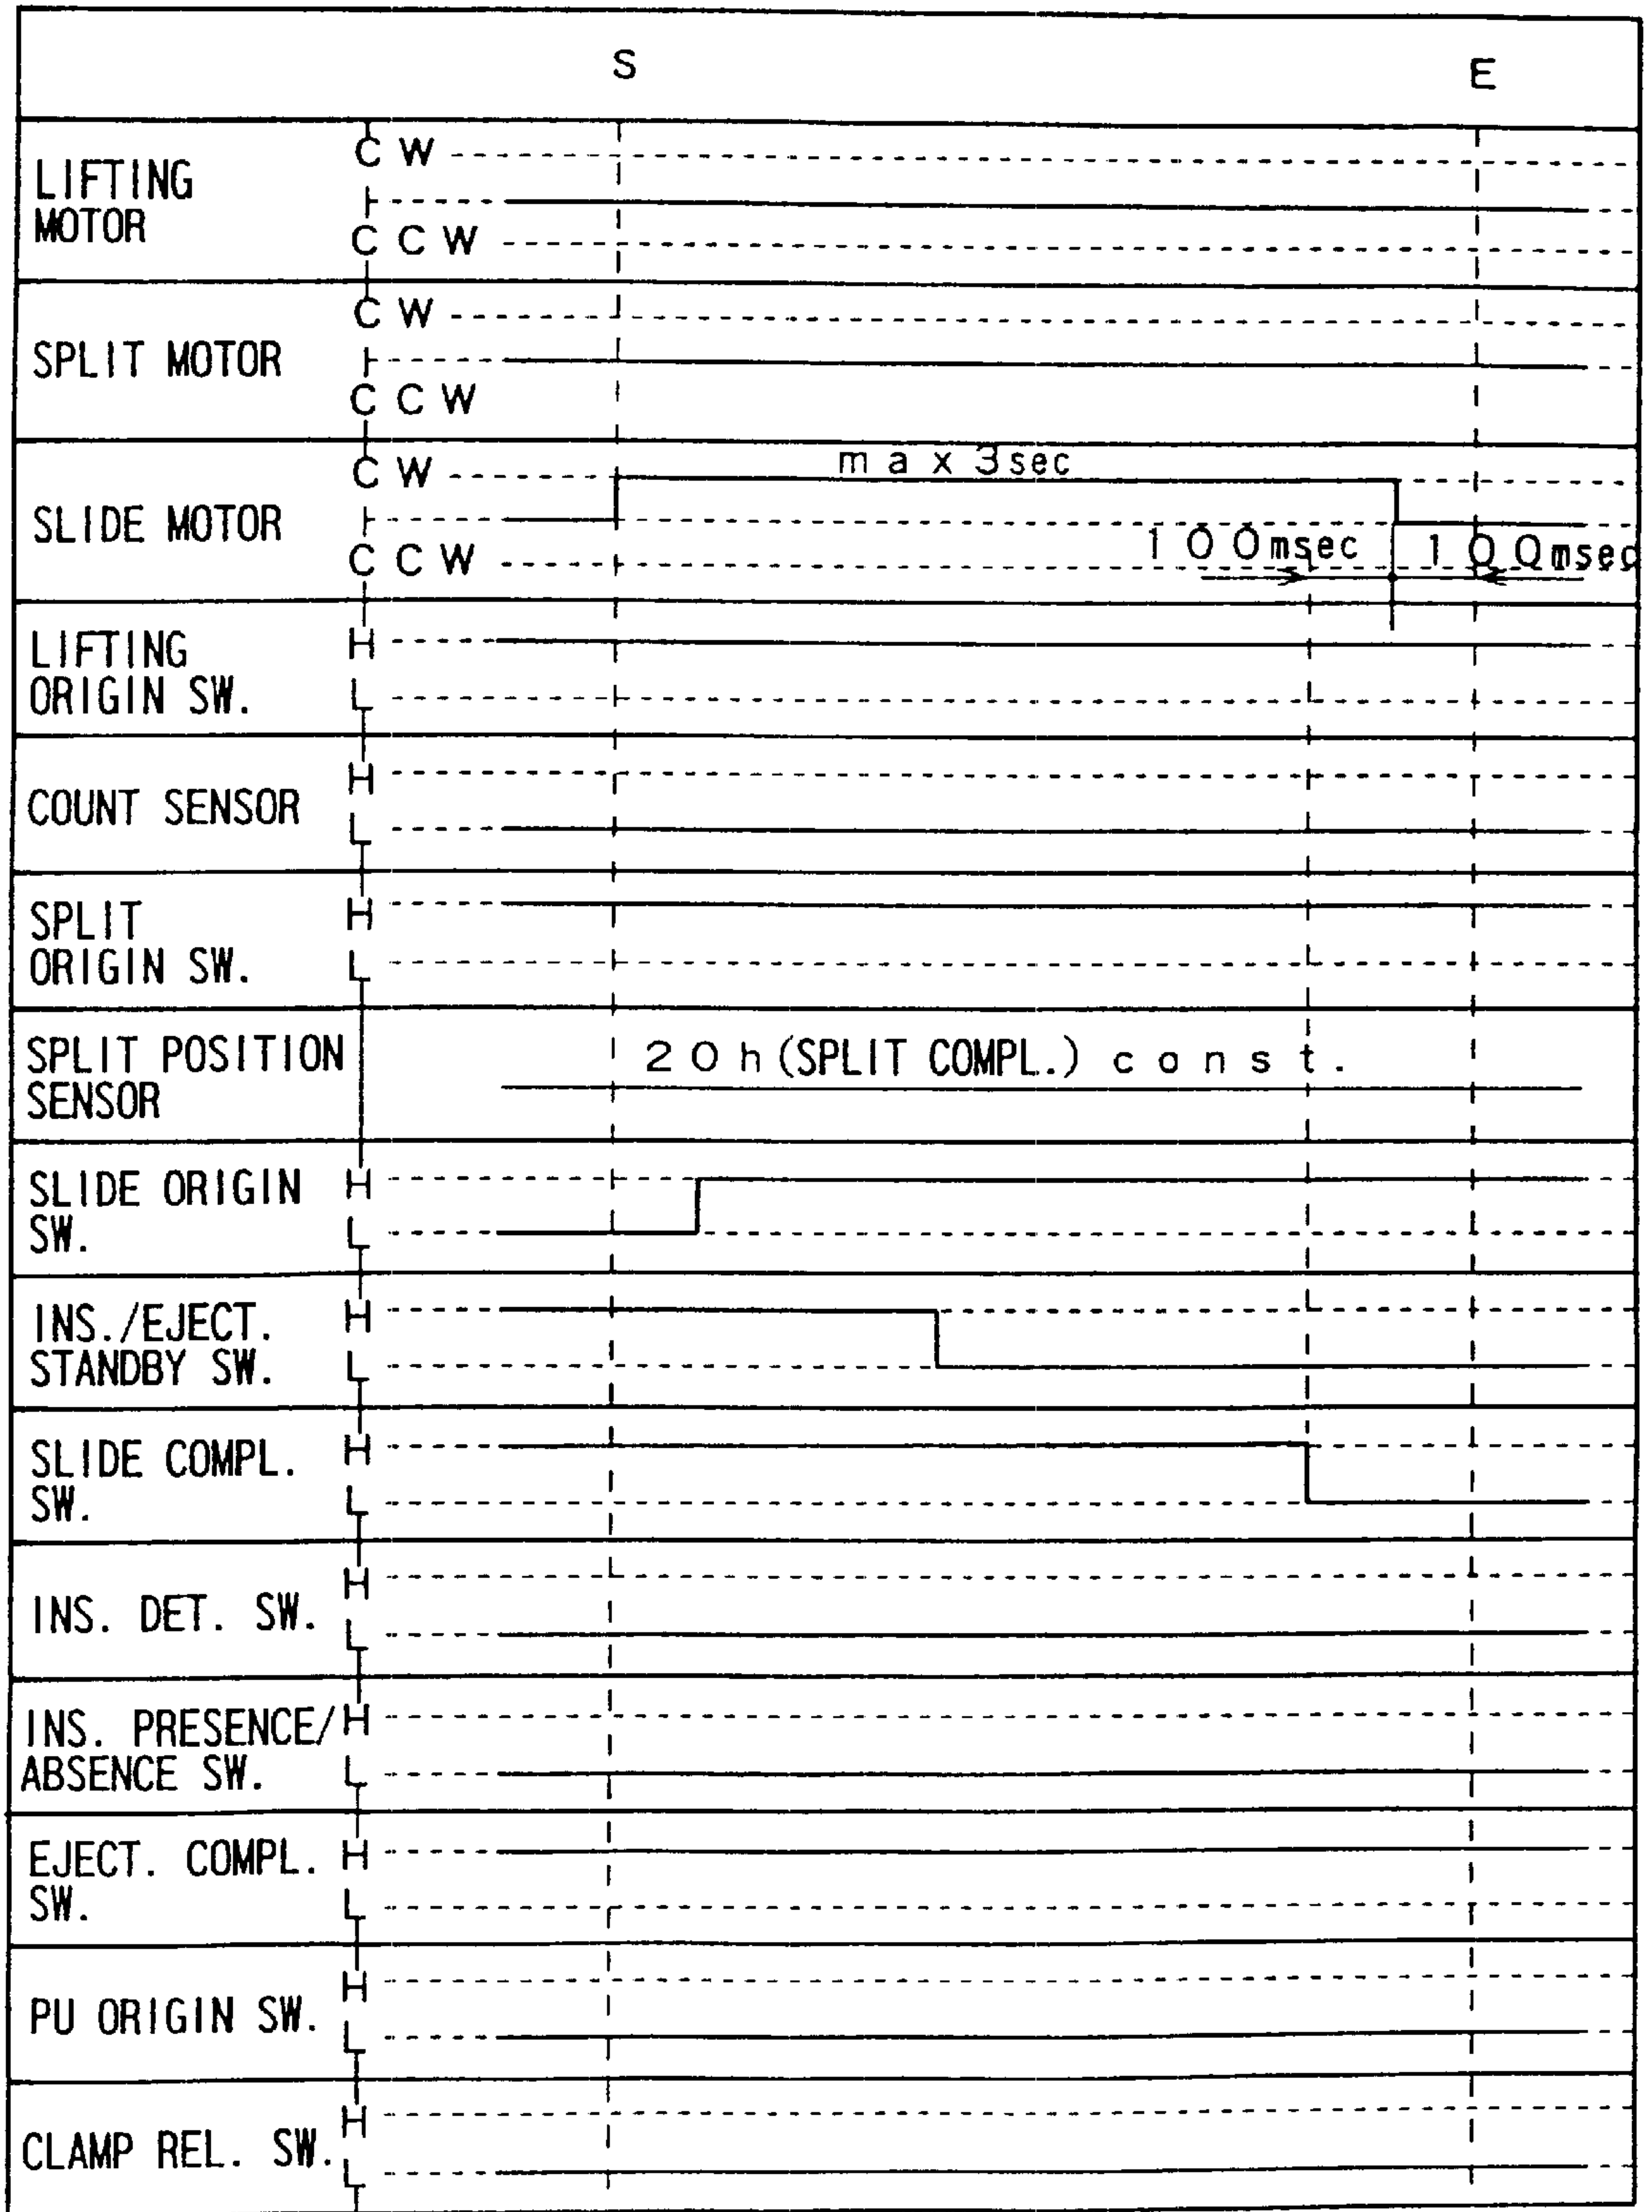 S E
LIFTING
MOTOR
CW
CCW
SPLIT MOTOR
CW
CCW
SLIDE MOTOR
CW
CCW
max 3sec
100msec 100msec
LIFTING
ORIGIN SW.
H
L
COUNT SENSOR
H
L
SPLIT
ORIGIN SW.
H
L
SPLIT POSITION
SENSOR
20h (SPLIT COMPL.) const.
SLIDE ORIGIN
SW.
H
L
INS./EJECT.
STANDBY SW.
H
L
SLIDE COMPL.
SW.
H
L
INS. DET. SW.
H
L
INS. PRESENCE/
ABSENCE SW.
H
L
EJECT. COMPL.
SW.
H
L
PU ORIGIN SW.
H
L
CLAMP REL. SW.
H
L